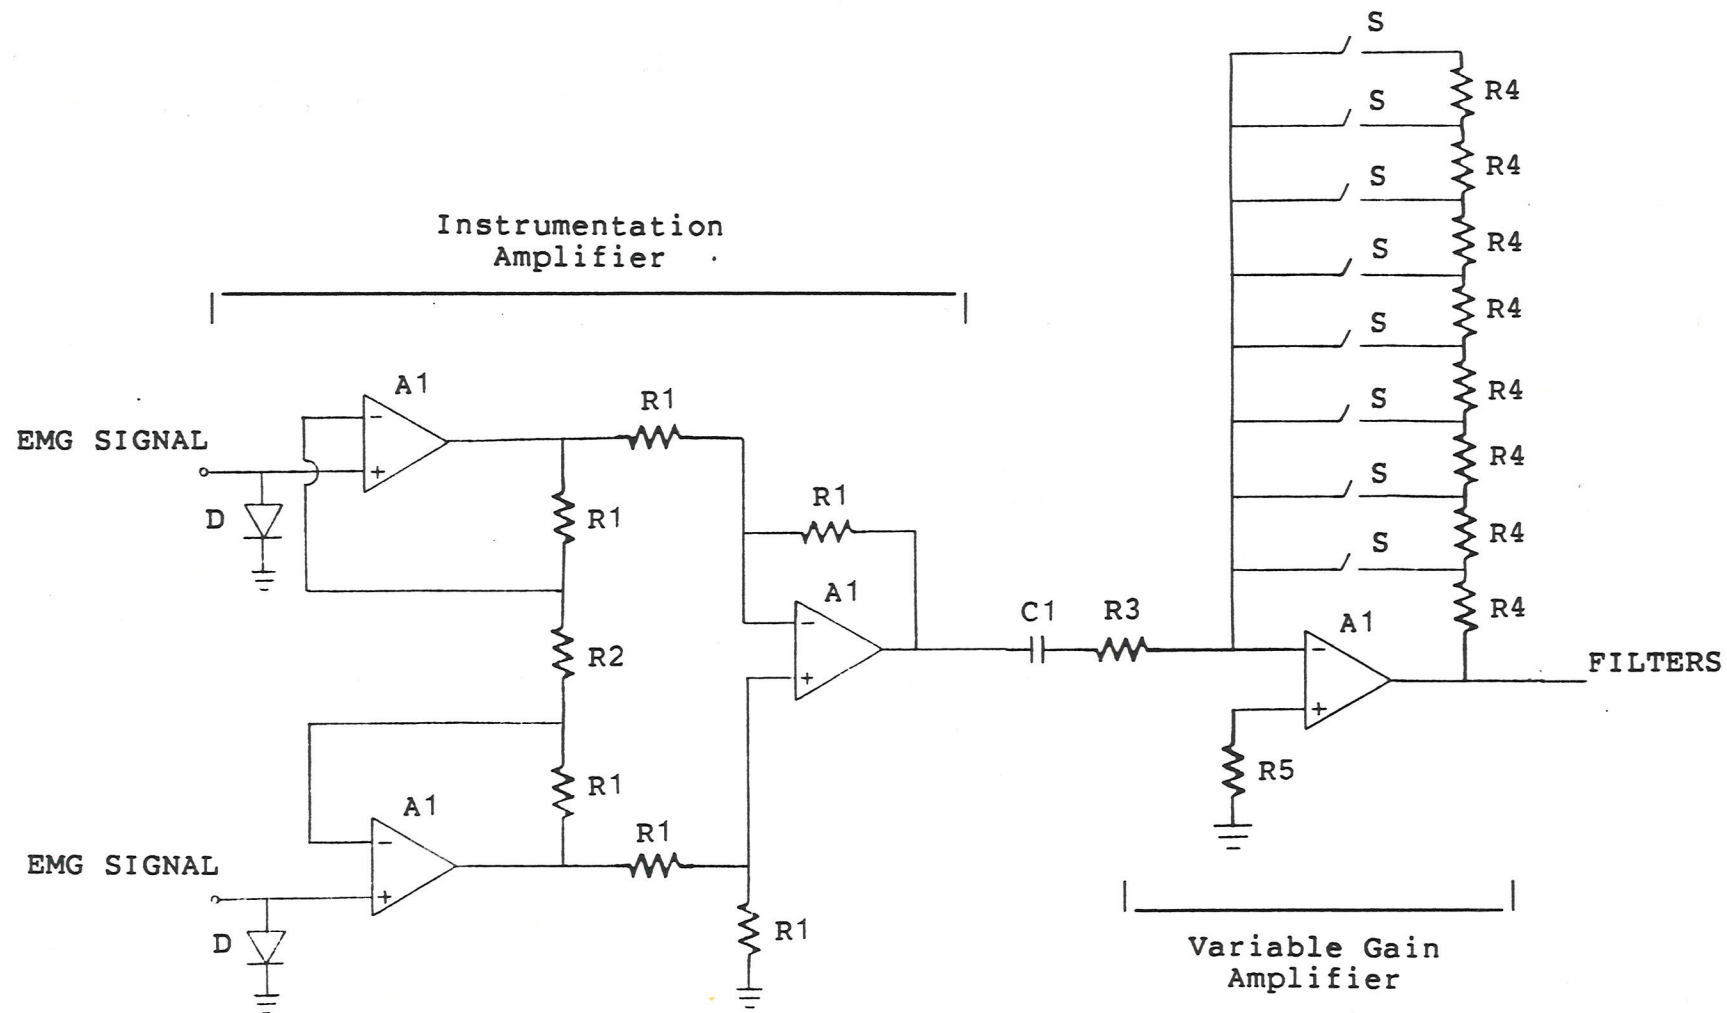 S
R4
S
R4
S
R4
S
R4
S
R4
S
R4
S
R4
S
R4
Instrumentation
Amplifier
A1
R1
EMG SIGNAL
-
+
D
R1
R1
A1
-
+
R2
C1
R3
A1
-
+
FILTERS
R5
R1
A1
R1
EMG SIGNAL
-
+
D
R1
Variable Gain
Amplifier